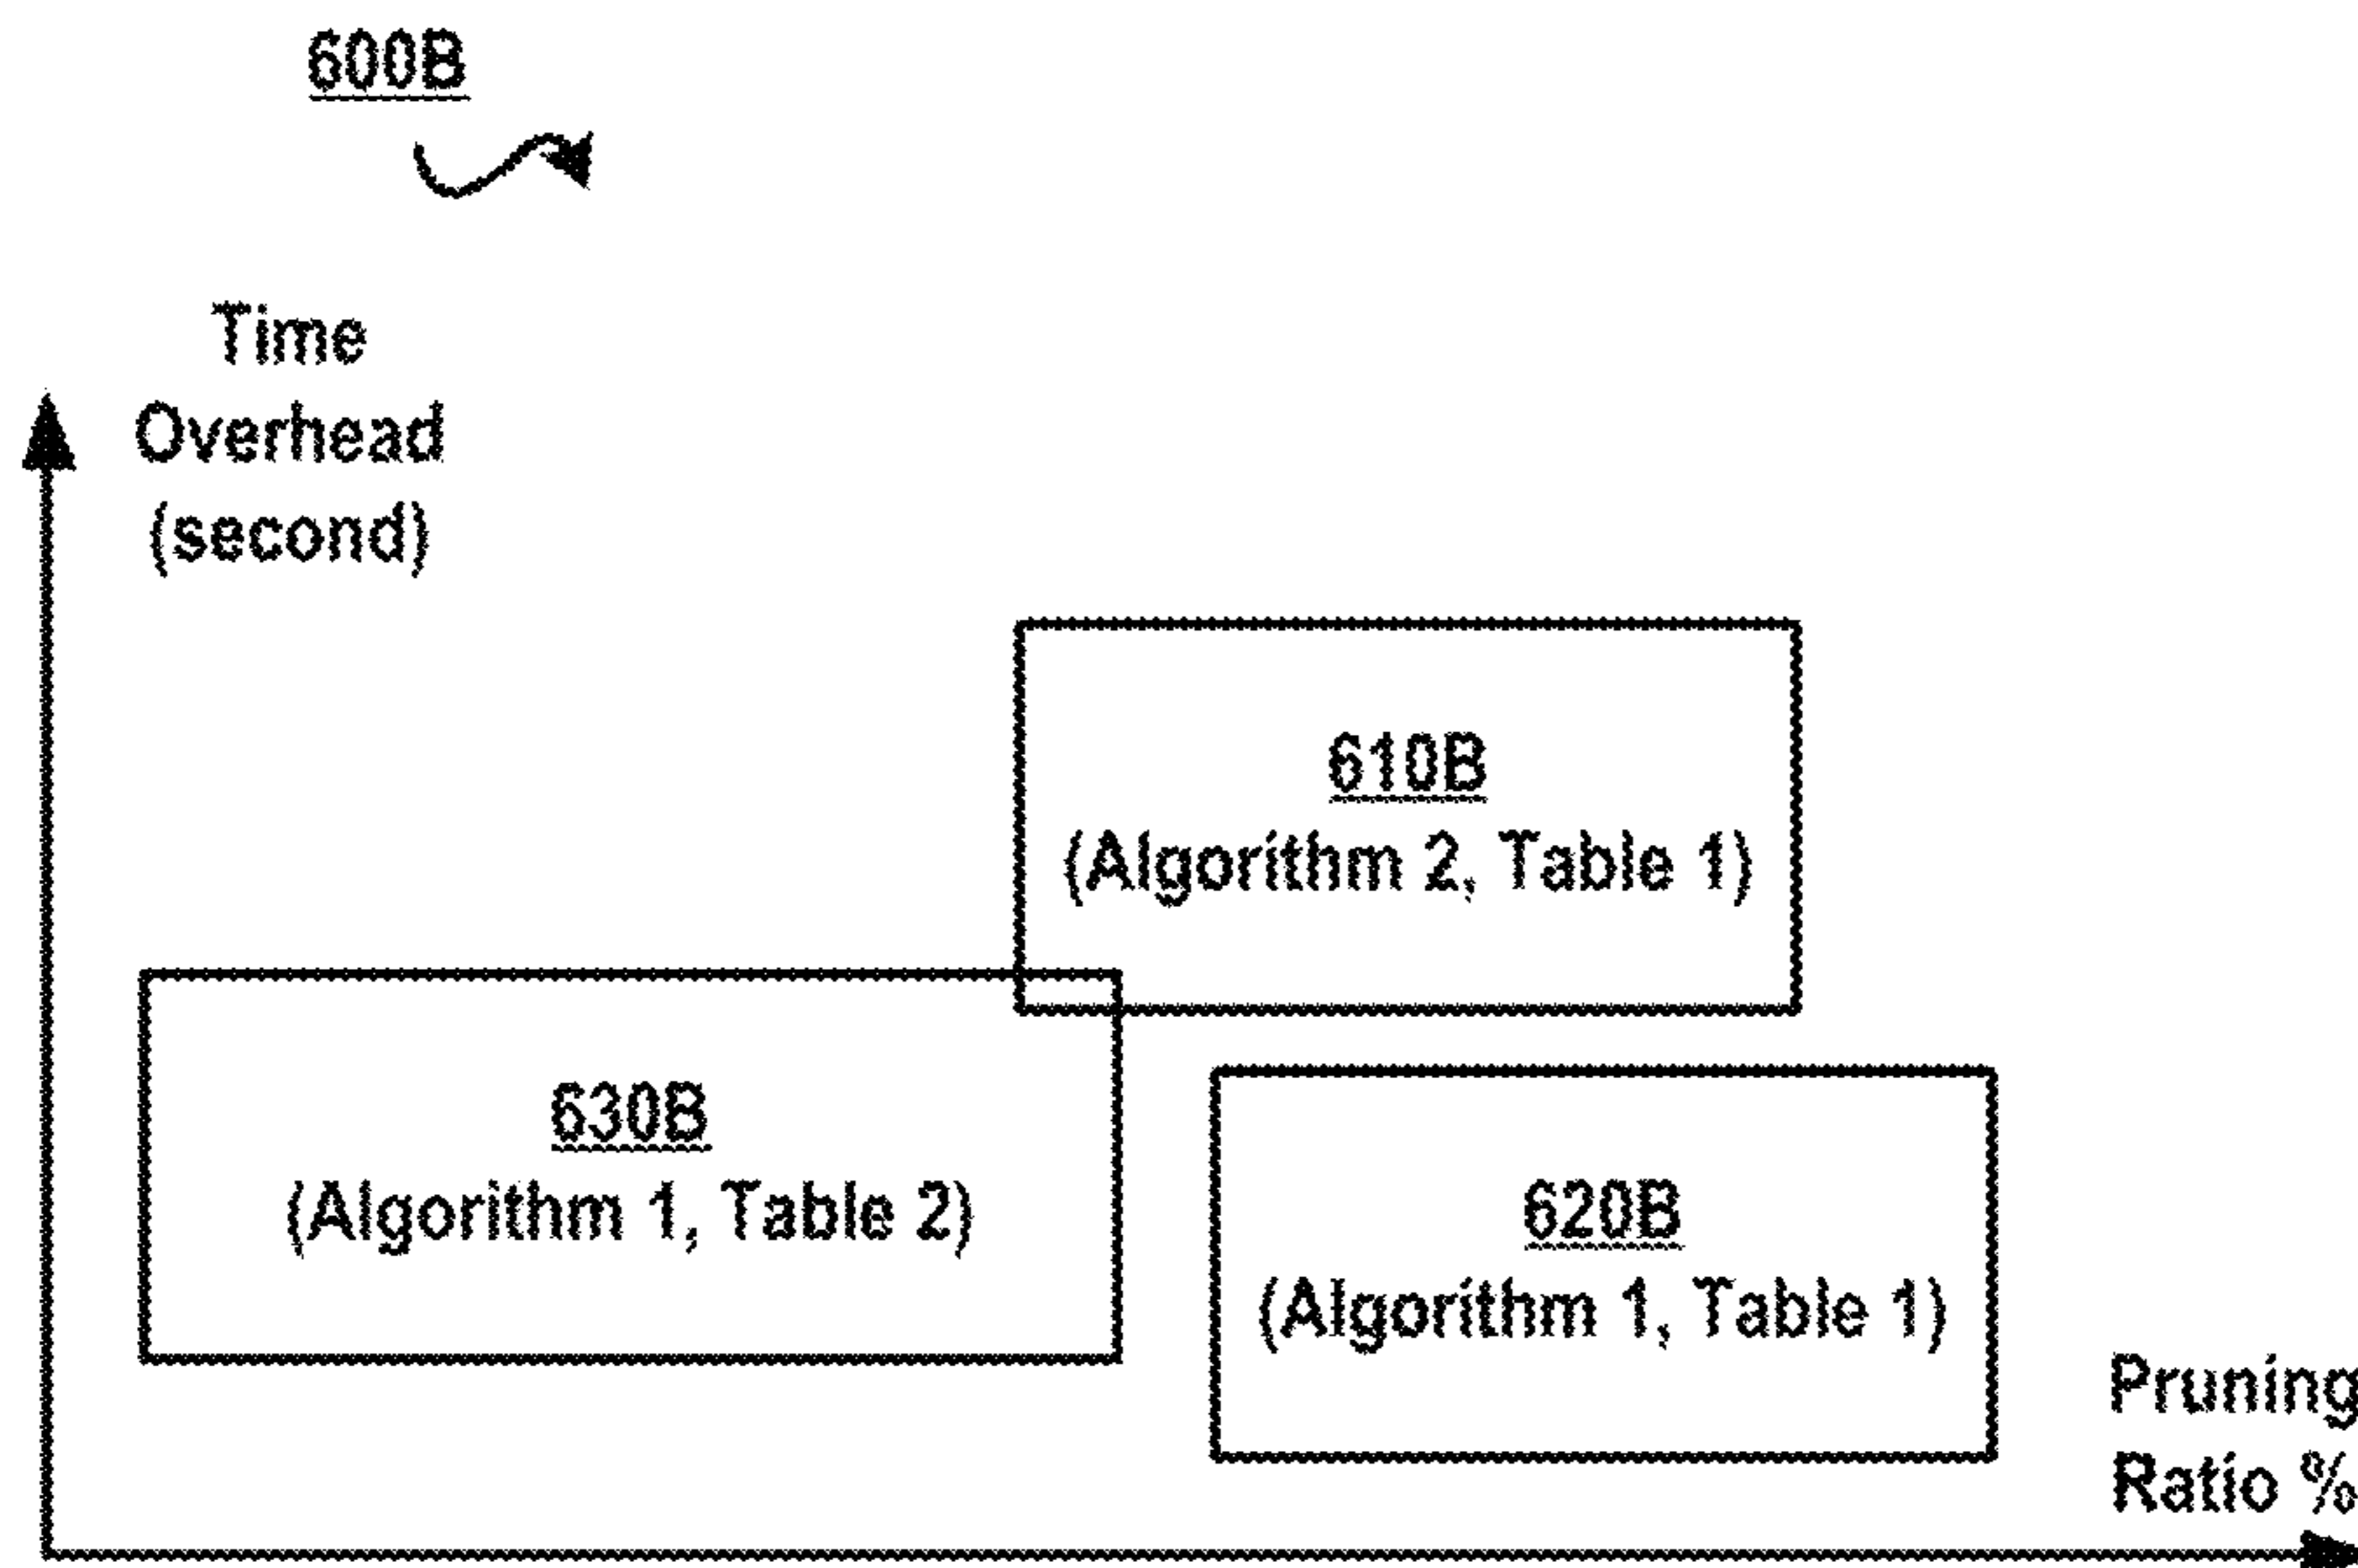 600B
Time
Overhead
(second)
610B
(Algorithm 2, Table 1)
630B
(Algorithm 1, Table 2)
620B
(Algorithm 1, Table 1)
Pruning
Ratio %